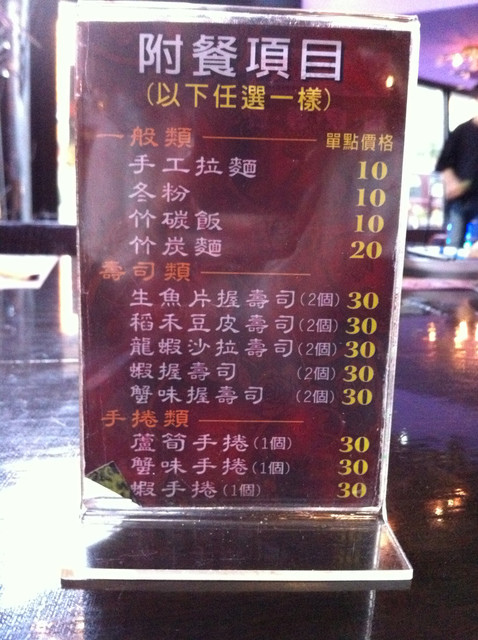 附餐項目
(以下任選一樣)
一般類 單點價格
手工拉麵 10
冬粉 10
竹碳飯 10
竹炭麵 20
壽司類
生魚片握壽司(2個) 30
稻禾豆皮壽司(2個) 30
龍蝦沙拉壽司(2個) 30
蝦握壽司 (2個) 30
蟹味握壽司 (2個) 30
手捲類
蘆筍手捲(1個) 30
蟹味手捲(1個) 30
蝦手捲(1個) 30